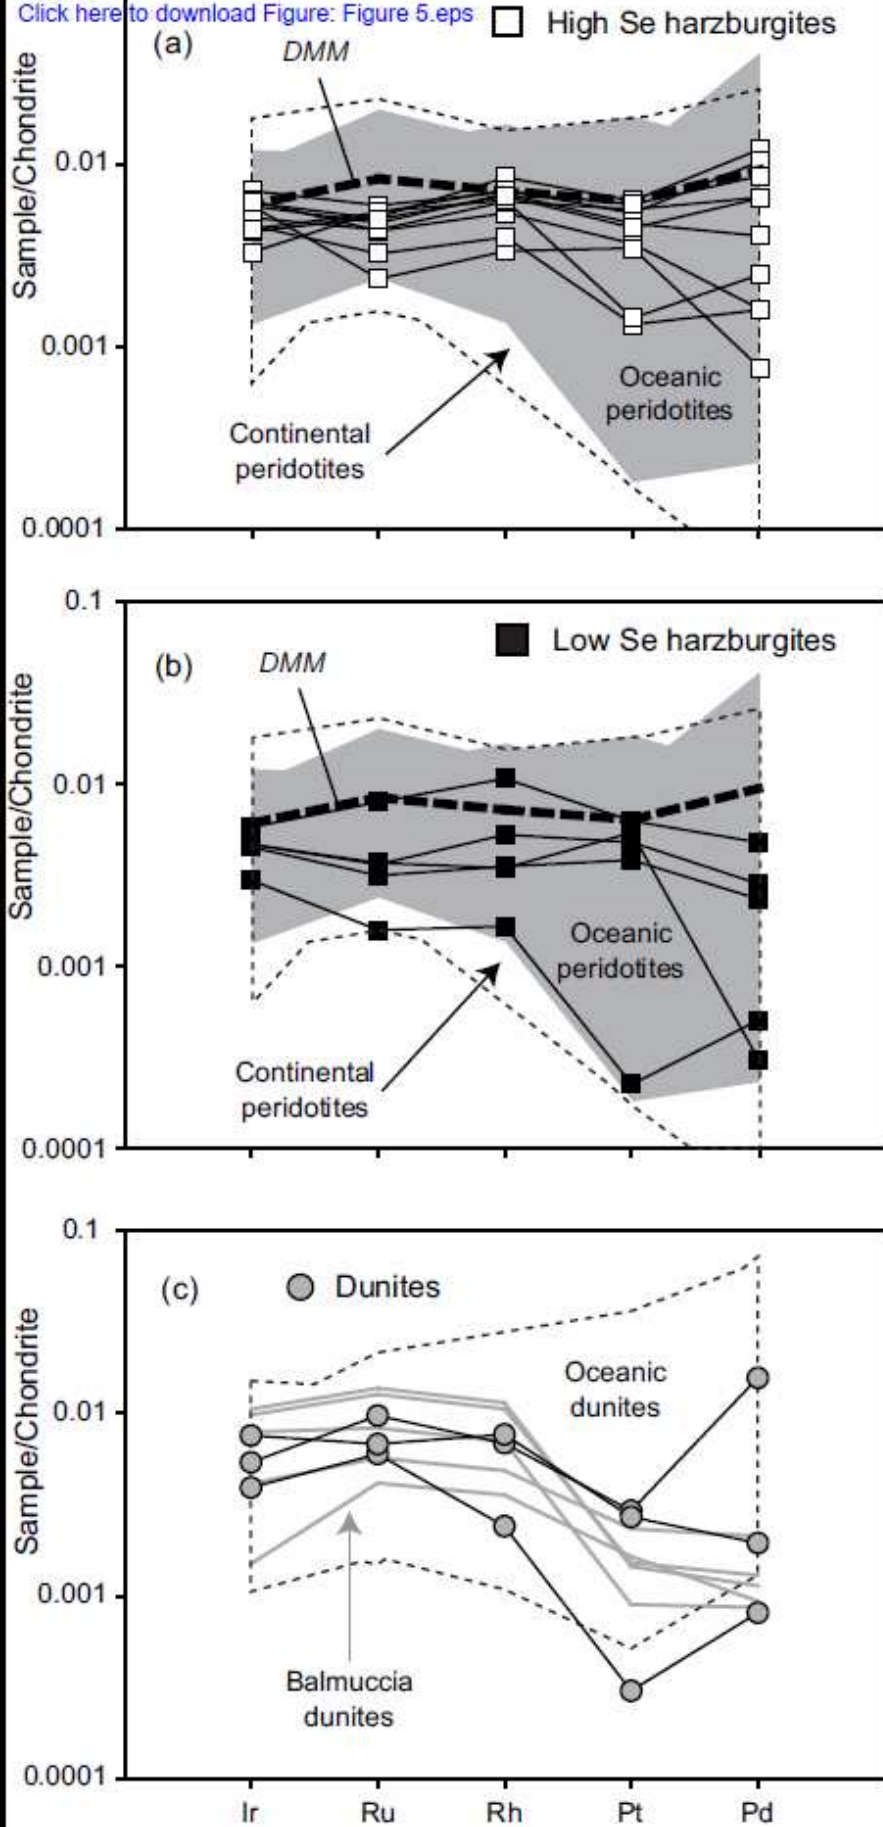 Click here to download Figure: Figure 5.eps
High Se harzburgites
(a)
DMM
Sample/Chondrite
0.01
0.001
0.0001
Oceanic
peridotites
Continental
peridotites
0.1
Low Se harzburgites
(b)
DMM
Sample/Chondrite
0.01
0.001
0.0001
Oceanic
peridotites
Continental
peridotites
0.1
(c)
Dunites
Sample/Chondrite
Oceanic
dunites
0.01
0.001
0.0001
Balmuccia
dunites
Ir
Ru
Rh
Pt
Pd